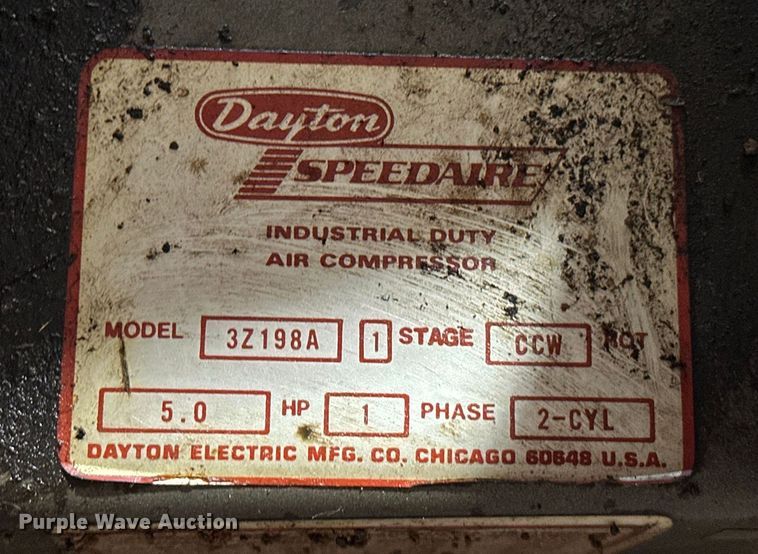 Dayton
SPEEDAIRE
INDUSTRIAL DUTY
AIR COMPRESSOR
MODEL 3Z198A 1 STAGE CCW ROT
5.0 HP 1 PHASE 2-CYL
DAYTON ELECTRIC MFG. CO. CHICAGO 60648 U.S.A.
Purple Wave Auction